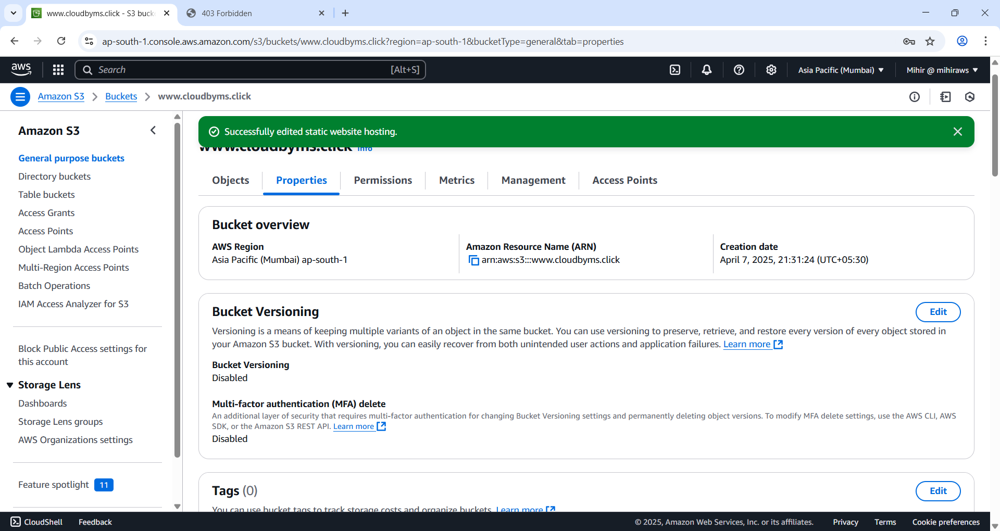 www.cloudbyms.click - S3 buck
403 Forbidden
ap-south-1.console.aws.amazon.com/s3/buckets/www.cloudbyms.click?region=ap-south-1&bucketType=general&tab=properties
aws
Search
[Alt+S]
Asia Pacific (Mumbai)
Mihir @ mihiraws
Amazon S3
Buckets
www.cloudbyms.click
Amazon S3
General purpose buckets
Directory buckets
Table buckets
Access Grants
Access Points
Object Lambda Access Points
Multi-Region Access Points
Batch Operations
IAM Access Analyzer for S3
Block Public Access settings for
this account
Storage Lens
Dashboards
Storage Lens groups
AWS Organizations settings
Feature spotlight 11
Successfully edited static website hosting.
www.cloudbyms.click Info
Objects
Properties
Permissions
Metrics
Management
Access Points
Bucket overview
AWS Region
Asia Pacific (Mumbai) ap-south-1
Amazon Resource Name (ARN)
arn:aws:s3:::www.cloudbyms.click
Creation date
April 7, 2025, 21:31:24 (UTC+05:30)
Bucket Versioning
Edit
Versioning is a means of keeping multiple variants of an object in the same bucket. You can use versioning to preserve, retrieve, and restore every version of every object stored in
your Amazon S3 bucket. With versioning, you can easily recover from both unintended user actions and application failures. Learn more
Bucket Versioning
Disabled
Multi-factor authentication (MFA) delete
An additional layer of security that requires multi-factor authentication for changing Bucket Versioning settings and permanently deleting object versions. To modify MFA delete settings, use the AWS CLI, AWS
SDK, or the Amazon S3 REST API. Learn more
Disabled
Tags (0)
Edit
You can use bucket tags to track storage costs and organize buckets. Learn more
CloudShell
Feedback
© 2025, Amazon Web Services, Inc. or its affiliates.
Privacy
Terms
Cookie preferences